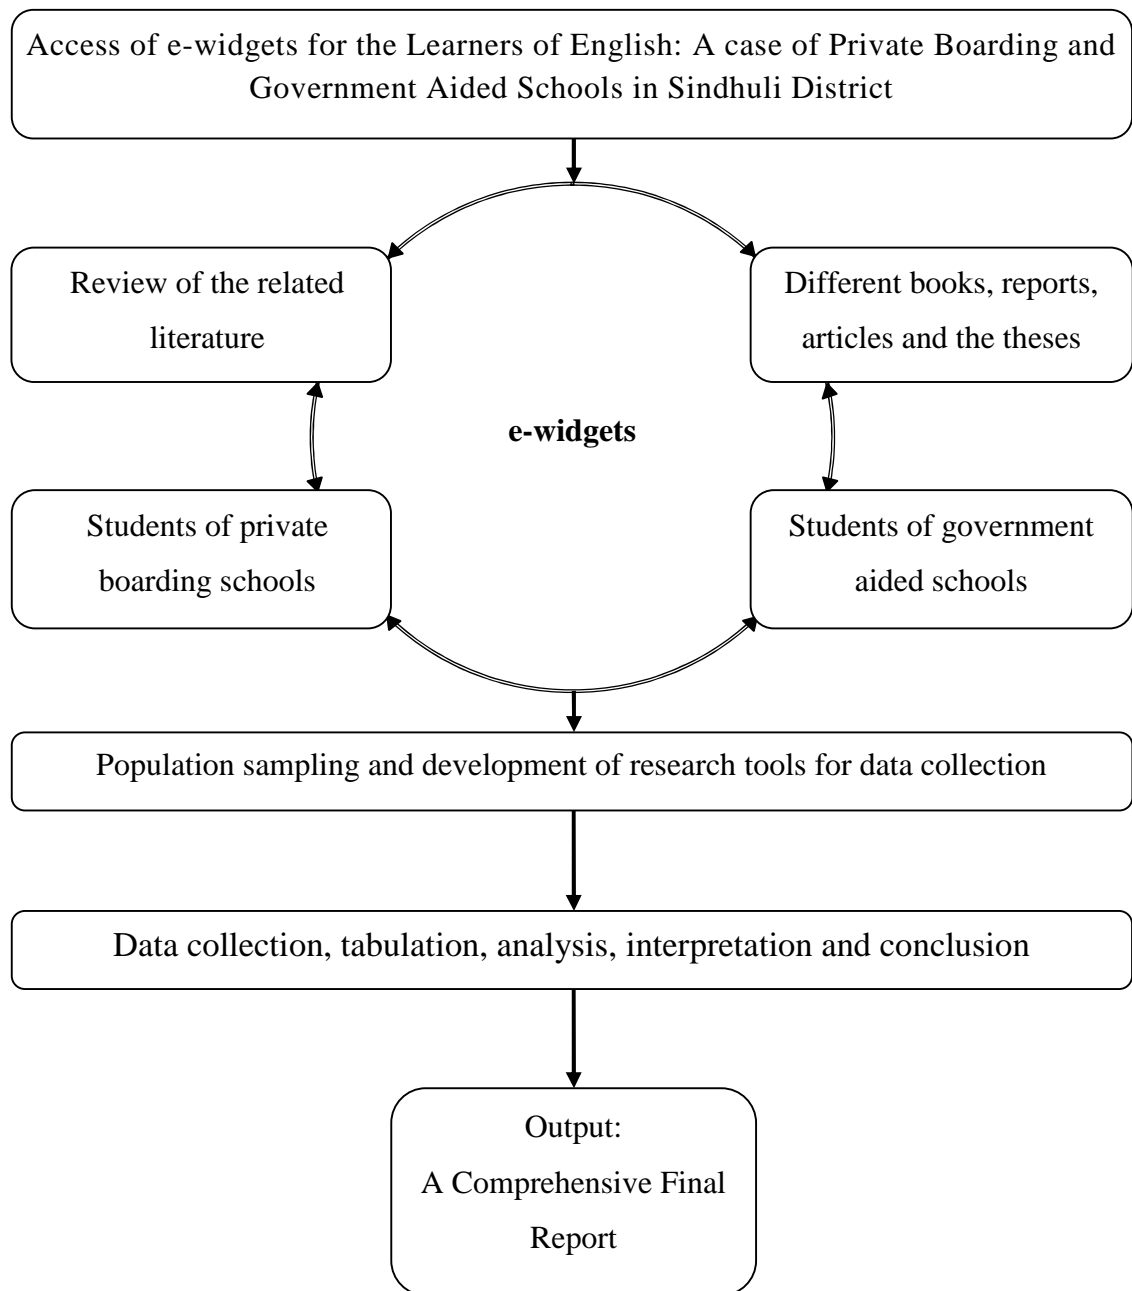 Access of e-widgets for the Learners of English: A case of Private Boarding and
Government Aided Schools in Sindhuli District
Review of the related
literature
Different books, reports,
articles and the theses
e-widgets
Students of private
boarding schools
Students of government
aided schools
Population sampling and development of research tools for data collection
Data collection, tabulation, analysis, interpretation and conclusion
Output:
A Comprehensive Final
Report